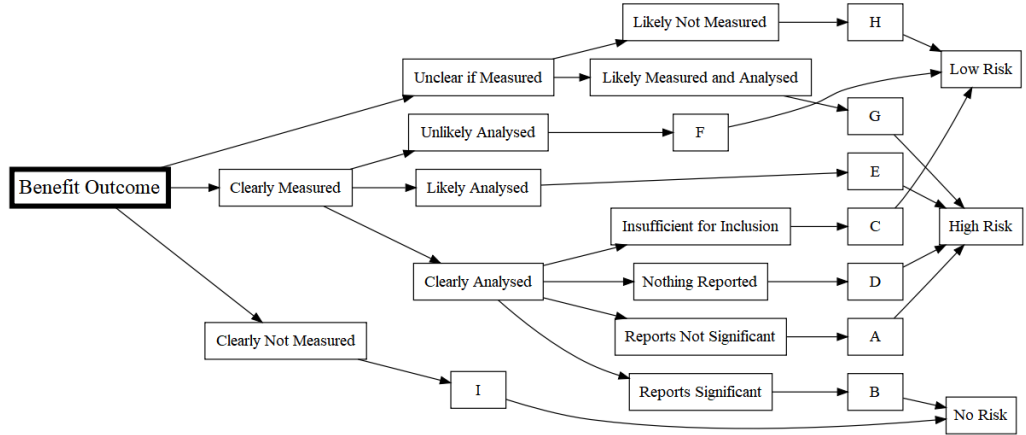 Likely Not Measured
H
Unclear if Measured
Likely Measured and Analysed
Low Risk
G
Unlikely Analysed
F
Benefit Outcome
Clearly Measured
Likely Analysed
E
Insufficient for Inclusion
C
High Risk
Clearly Analysed
Nothing Reported
D
Clearly Not Measured
Reports Not Significant
A
I
Reports Significant
B
No Risk